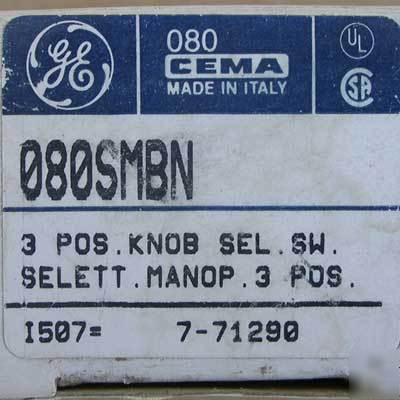 GE
080
CEMA
MADE IN ITALY
UL
SA
080SMBN
3 POS.KNOB SEL.SW.
SELETT.MANOP.3 POS.
I507= 7-71290